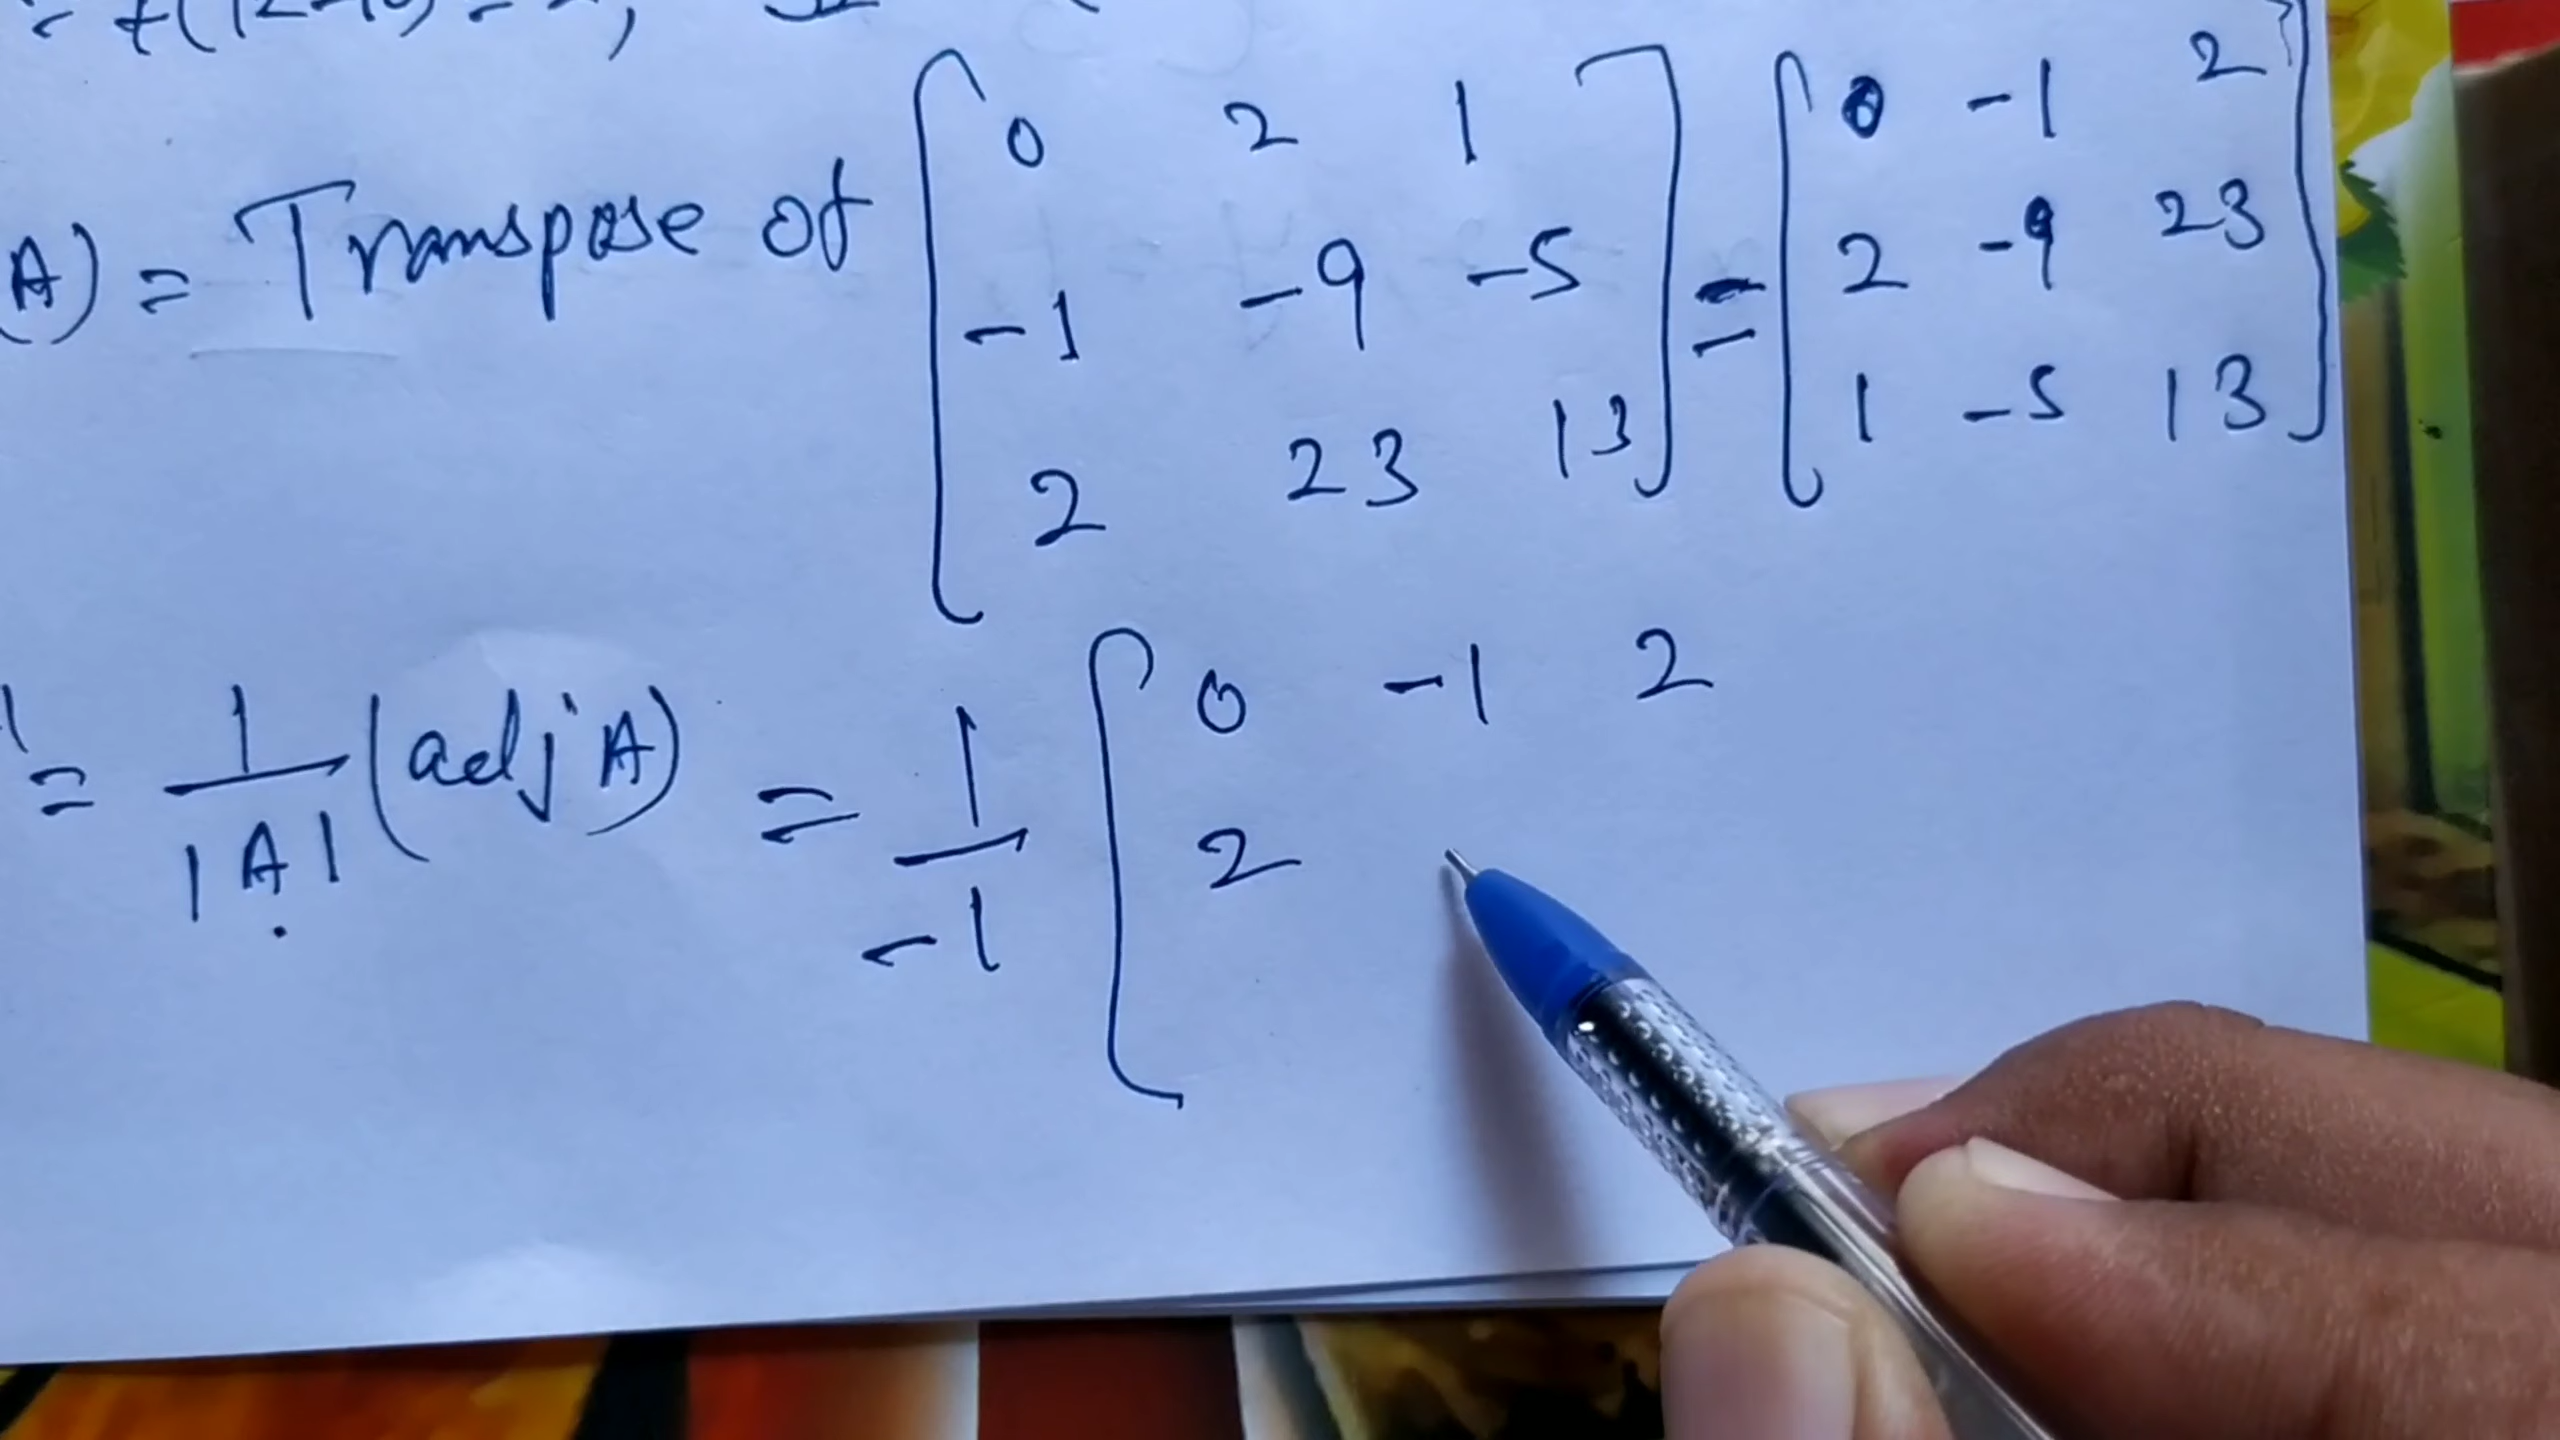 A) = Transpose of [ 0 2 1 ] = [ 0 -1 2 ]
-1 -9 -5 2 -9 23
2 23 13 1 -5 13
= 1/|A| (adj A) = 1/-1 [ 0 -1 2
2